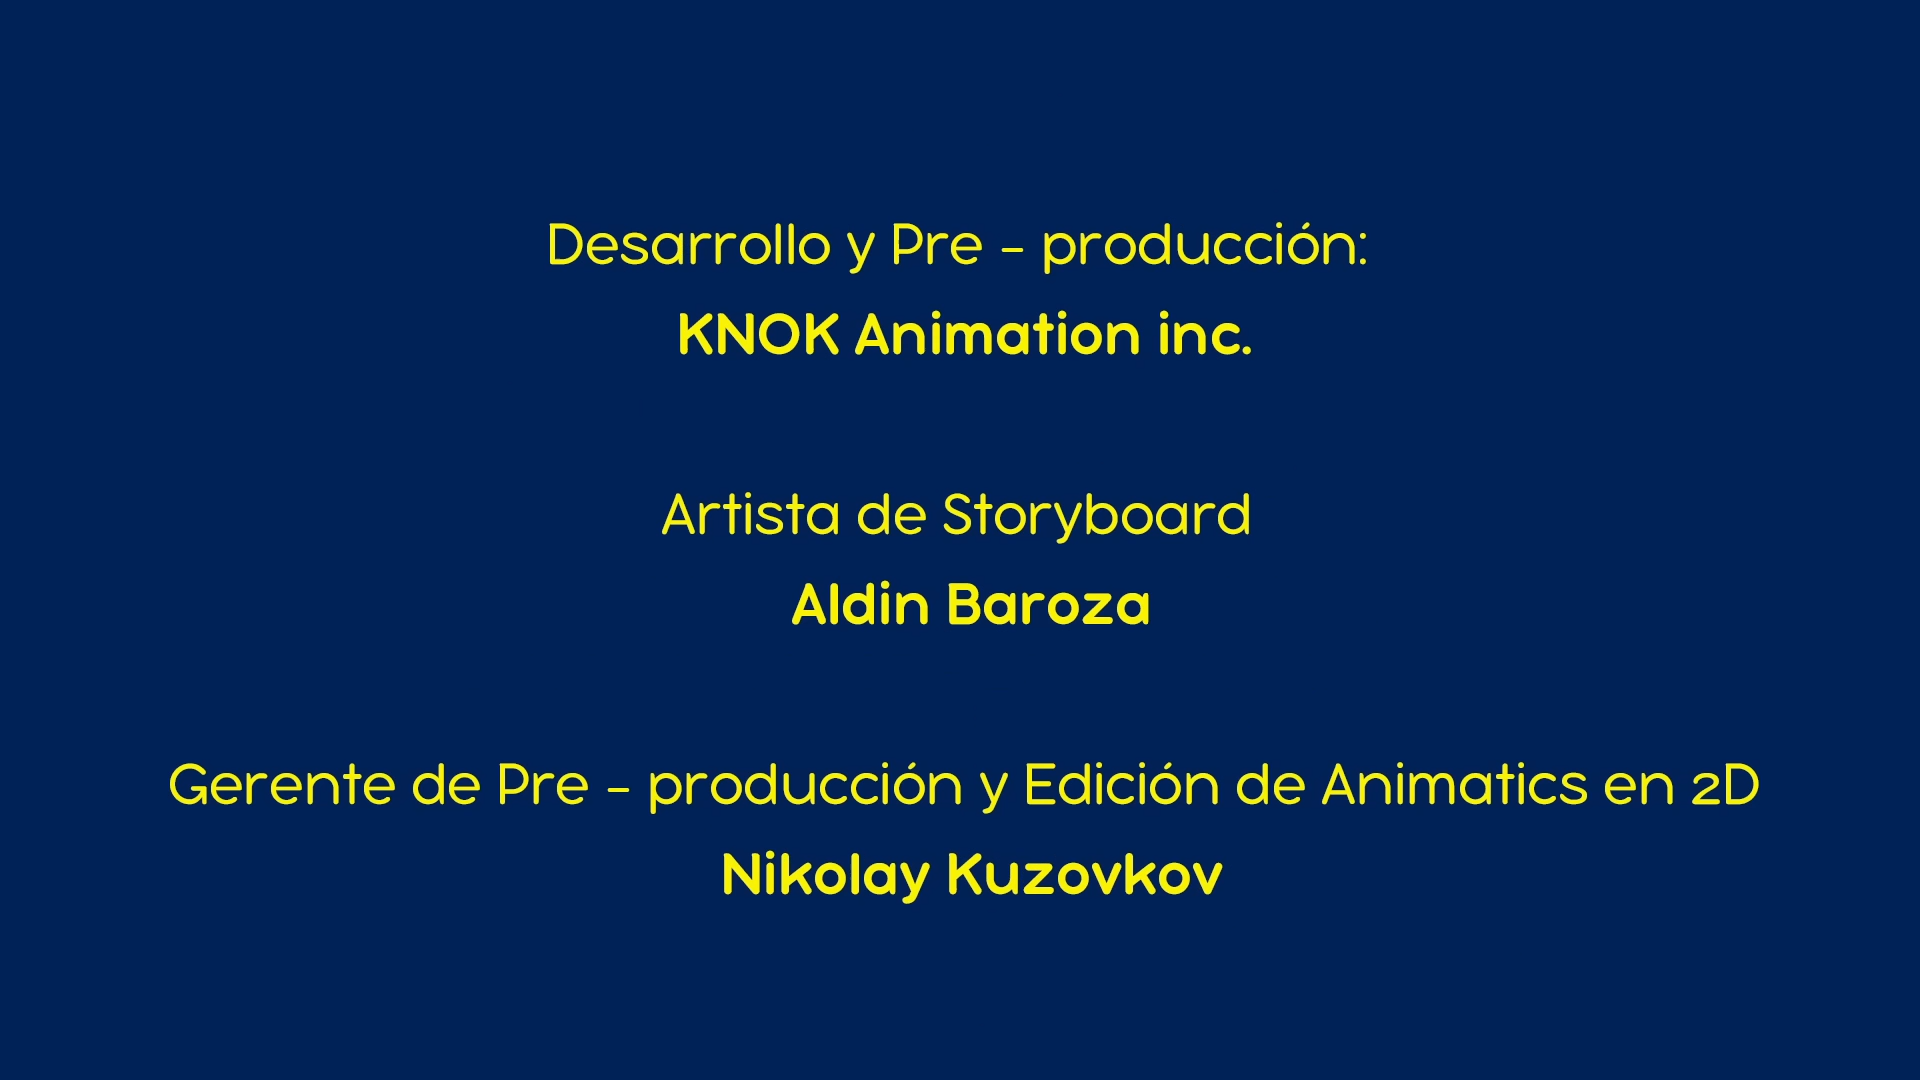 Desarrollo y Pre - producción:
KNOK Animation inc.
Artista de Storyboard
Aldin Baroza
Gerente de Pre - producción y Edición de Animatics en 2D
Nikolay Kuzovkov